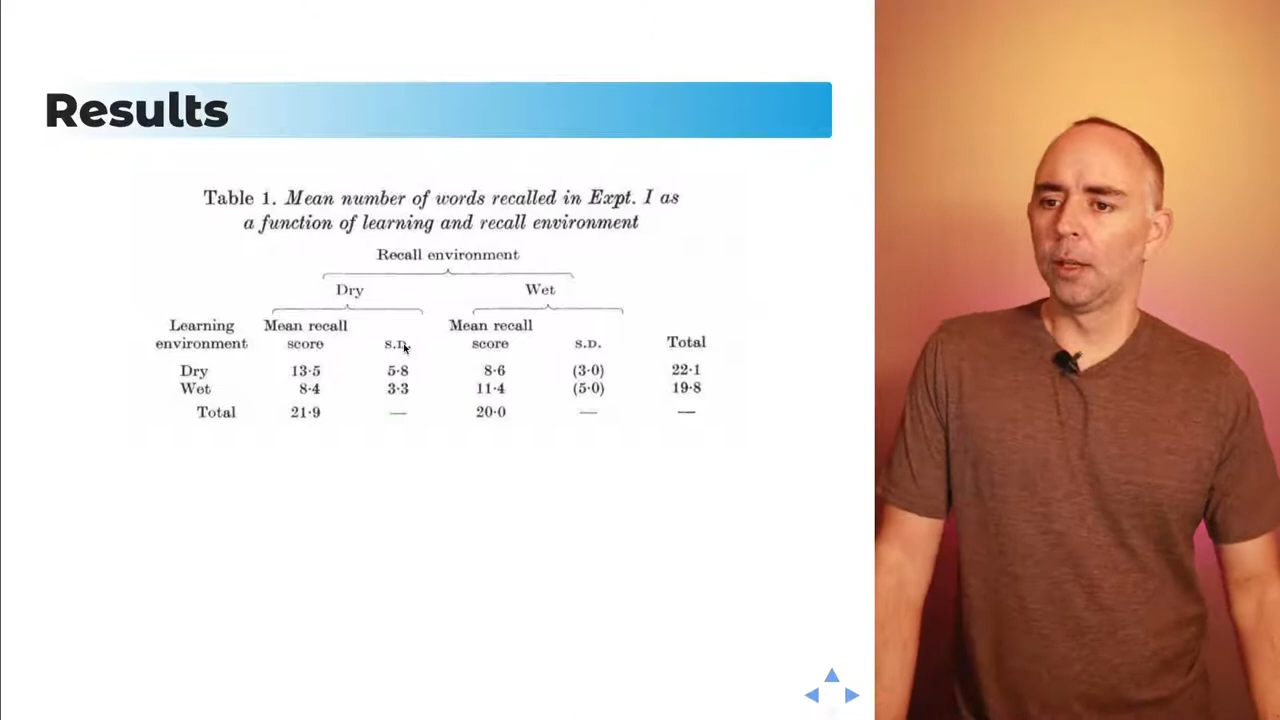 Results
Table 1. Mean number of words recalled in Expt. I as
a function of learning and recall environment
Recall environment
Dry Wet
Learning Mean recall Mean recall
environment score S.D. score S.D. Total
Dry 13·5 5·8 8·6 (3·0) 22·1
Wet 8·4 3·3 11·4 (5·0) 19·8
Total 21·9 — 20·0 — —